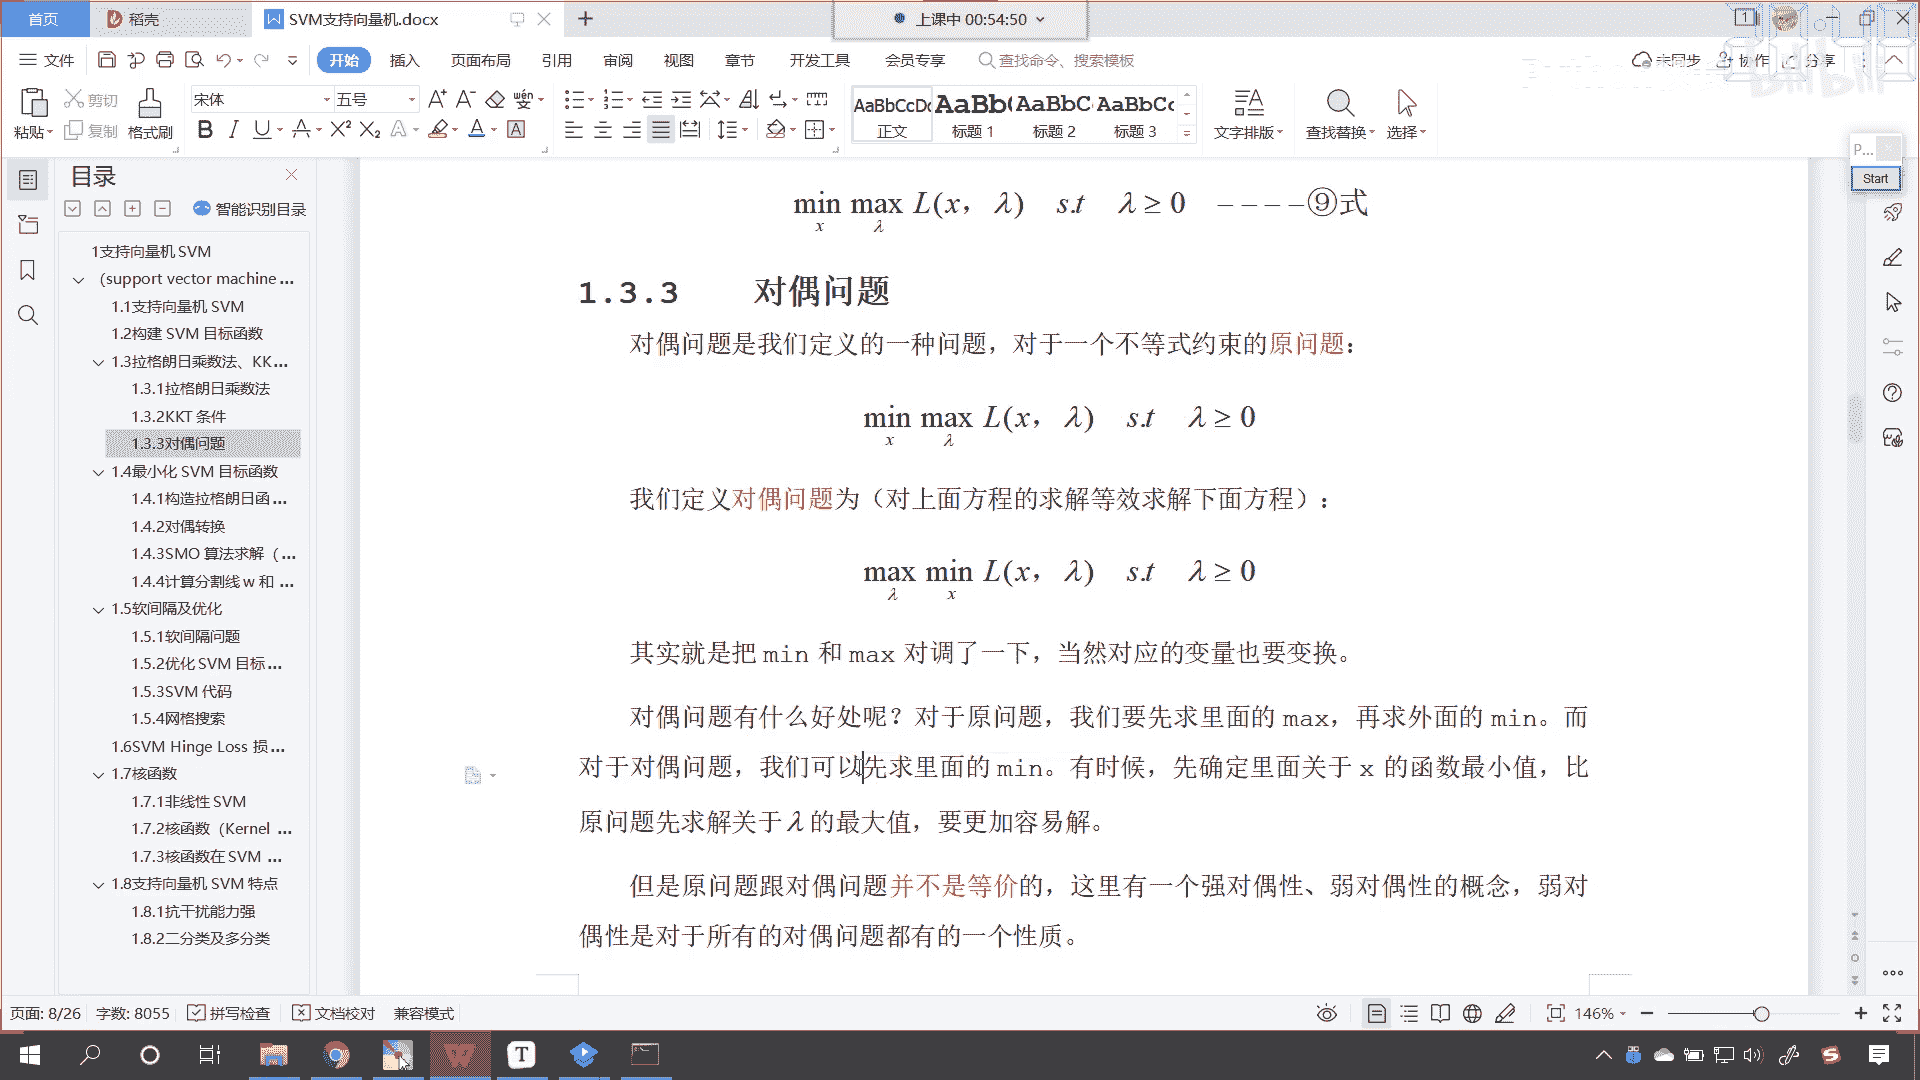 首页 稻壳 SVM支持向量机.docx 上课中 00:54:50
文件 开始 插入 页面布局 引用 审阅 视图 章节 开发工具 会员专享 查找命令、搜索模板 未同步 协作 分享
粘贴 剪切 复制 格式刷 宋体 五号
AaBbCcDd AaBb( AaBbC AaBbCc
正文 标题 1 标题 2 标题 3 文字排版 查找替换 选择
P...
Start
目录
智能识别目录
1支持向量机 SVM
（support vector machine ...
1.1支持向量机 SVM
1.2构建 SVM 目标函数
1.3拉格朗日乘数法、KK...
1.3.1拉格朗日乘数法
1.3.2KKT 条件
1.3.3对偶问题
1.4最小化 SVM 目标函数
1.4.1构造拉格朗日函 ...
1.4.2对偶转换
1.4.3SMO 算法求解（ ...
1.4.4计算分割线 w 和 ...
1.5软间隔及优化
1.5.1软间隔问题
1.5.2优化 SVM 目标 ...
1.5.3SVM 代码
1.5.4网格搜索
1.6SVM Hinge Loss 损 ...
1.7核函数
1.7.1非线性 SVM
1.7.2核函数（Kernel ...
1.7.3核函数在 SVM ...
1.8支持向量机 SVM 特点
1.8.1抗干扰能力强
1.8.2二分类及多分类
min max L(x，λ) s.t λ ≥ 0 ----⑨式
x λ
1.3.3 对偶问题
对偶问题是我们定义的一种问题，对于一个不等式约束的原问题：
min max L(x，λ) s.t λ ≥ 0
x λ
我们定义对偶问题为（对上面方程的求解等效求解下面方程）：
max min L(x，λ) s.t λ ≥ 0
λ x
其实就是把 min 和 max 对调了一下，当然对应的变量也要变换。
对偶问题有什么好处呢？对于原问题，我们要先求里面的 max，再求外面的 min。而
对于对偶问题，我们可以先求里面的 min。有时候，先确定里面关于 x 的函数最小值，比
原问题先求解关于 λ 的最大值，要更加容易解。
但是原问题跟对偶问题并不是等价的，这里有一个强对偶性、弱对偶性的概念，弱对
偶性是对于所有的对偶问题都有的一个性质。
页面: 8/26 字数: 8055 拼写检查 文档校对 兼容模式 146%